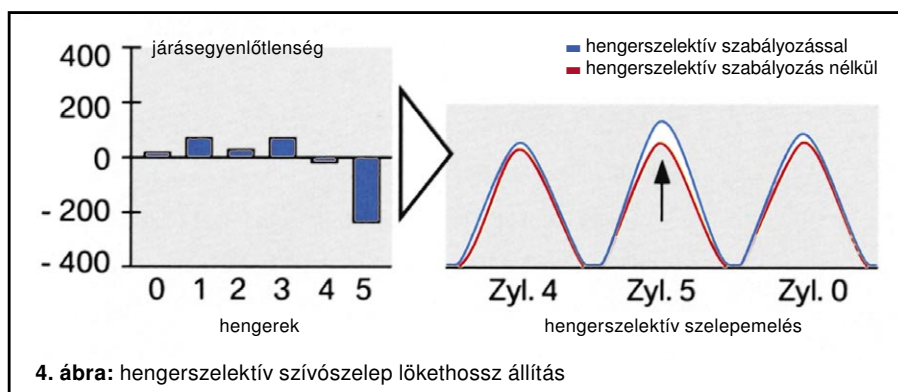 járásegyenlőtlenség
400
200
0
- 200
- 400
0 1 2 3 4 5
hengerek
hengerszelektív szabályozással
hengerszelektív szabályozás nélkül
Zyl. 4 Zyl. 5 Zyl. 0
hengerszelektív szelepemelés
4. ábra: hengerszelektív szívószelep lökethossz állítás